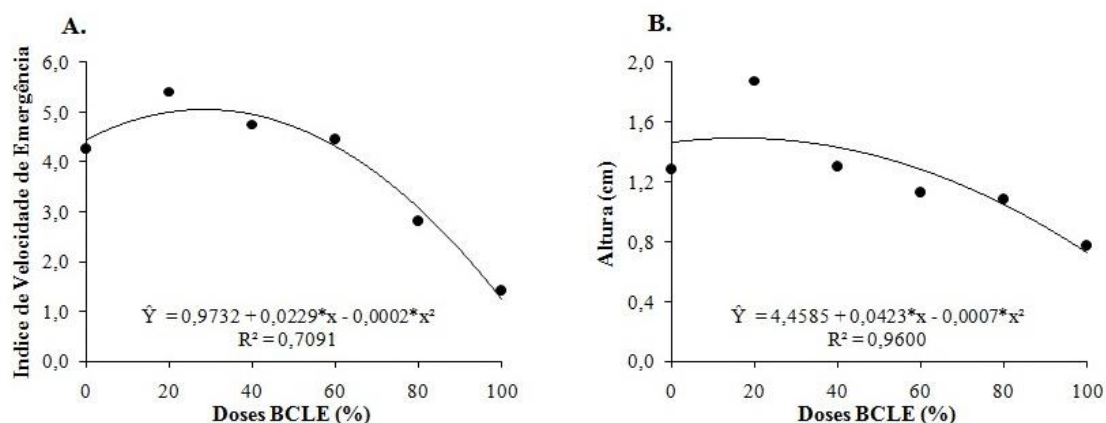 A.
Indice de Velocidade de Emergência
6,0
5,0
4,0
3,0
2,0
1,0
0,0
Ŷ = 0,9732 + 0,0229*x - 0,0002*x²
R² = 0,7091
0 20 40 60 80 100
Doses BCLE (%)
B.
Altura (cm)
2,0
1,6
1,2
0,8
0,4
0,0
Ŷ = 4,4585 + 0,0423*x - 0,0007*x²
R² = 0,9600
0 20 40 60 80 100
Doses BCLE (%)